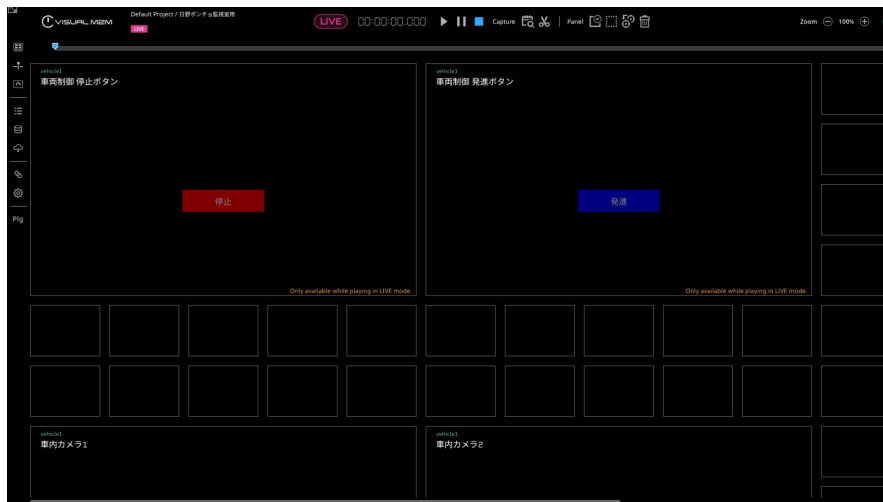 VISUAL M2M
Default Project / 日野ポンチョ監視室用
LIVE
LIVE
00:00:00.000
Capture
Panel
Zoom
100%
vehicle1
車両制御 停止ボタン
停止
Only available while playing in LIVE mode.
vehicle1
車両制御 発進ボタン
発進
Only available while playing in LIVE mode.
Plg
vehicle1
車内カメラ1
vehicle1
車内カメラ2